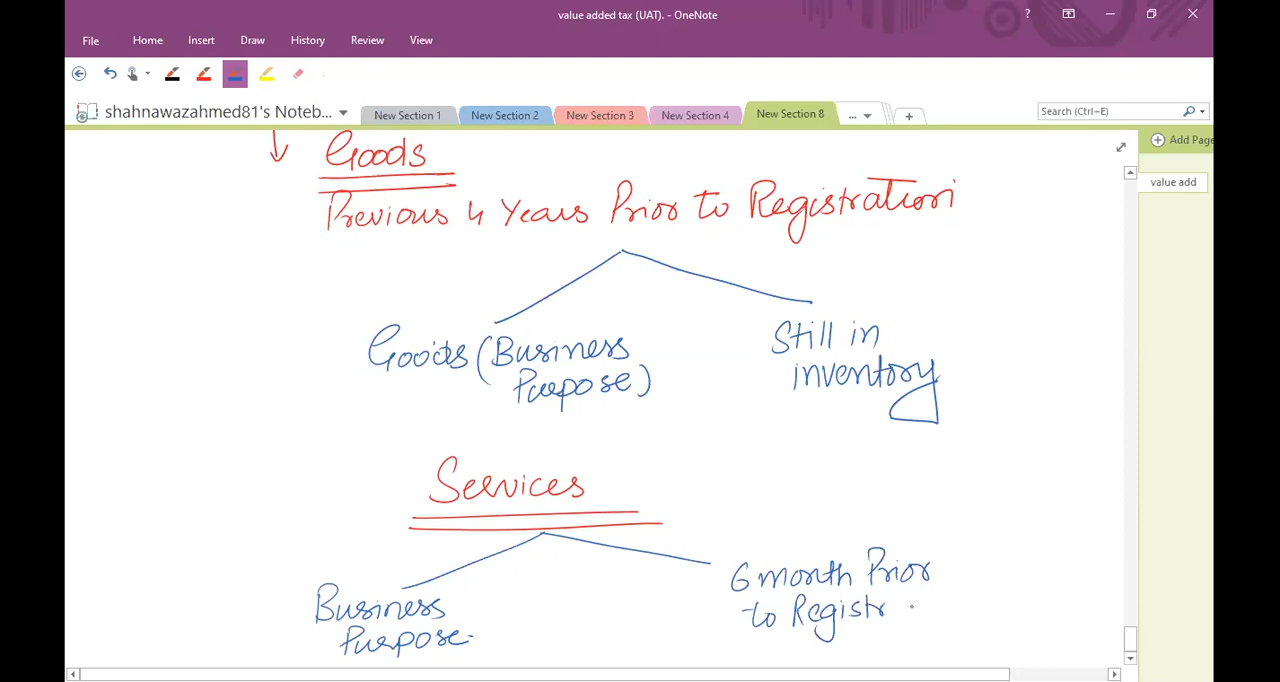 value added tax (UAT). - OneNote
?
File Home Insert Draw History Review View
shahnawazahmed81's Noteb... New Section 1 New Section 2 New Section 3 New Section 4 New Section 8 ... + Search (Ctrl+E)
Add Page
value add
Goods
Previous 4 Years Prior to Registration
Goods (Business
Purpose)
Still in
inventory
Services
Business
Purpose
6 month Prior
to Registr